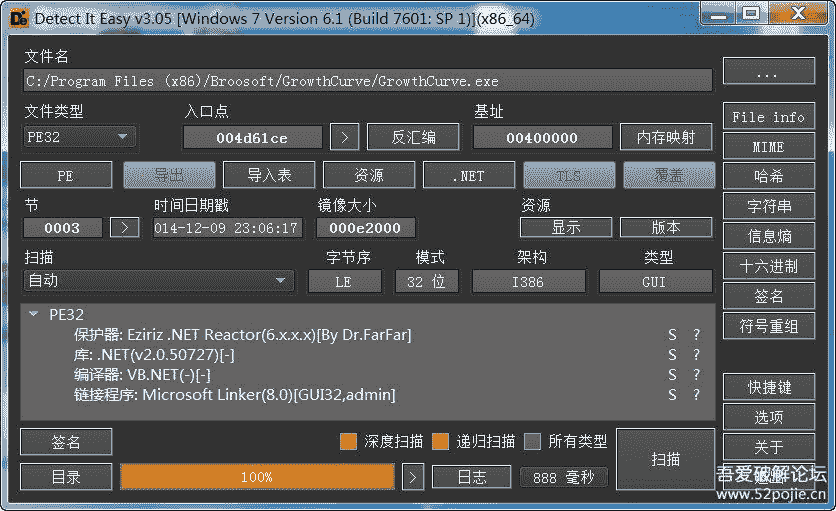 Detect It Easy v3.05 [Windows 7 Version 6.1 (Build 7601: SP 1)](x86_64)
文件名
C:/Program Files (x86)/Broosoft/GrowthCurve/GrowthCurve.exe
...
文件类型 入口点 基址
PE32 004d61ce > 反汇编 00400000 内存映射
File info
MIME
PE 导出 导入表 资源 .NET TLS 覆盖
哈希
节 时间日期戳 镜像大小 资源
字符串
0003 > 014-12-09 23:06:17 000e2000 显示 版本
信息熵
扫描 字节序 模式 架构 类型
十六进制
自动 LE 32 位 I386 GUI
签名
PE32
符号重组
保护器: Eziriz .NET Reactor(6.x.x.x)[By Dr.FarFar] S ?
库: .NET(v2.0.50727)[-] S ?
编译器: VB.NET(-)[-] S ?
快捷键
链接程序: Microsoft Linker(8.0)[GUI32,admin] S ?
选项
签名 深度扫描 递归扫描 所有类型 扫描
关于
目录 100% > 日志 888 毫秒
吾爱破解论坛
www.52pojie.cn